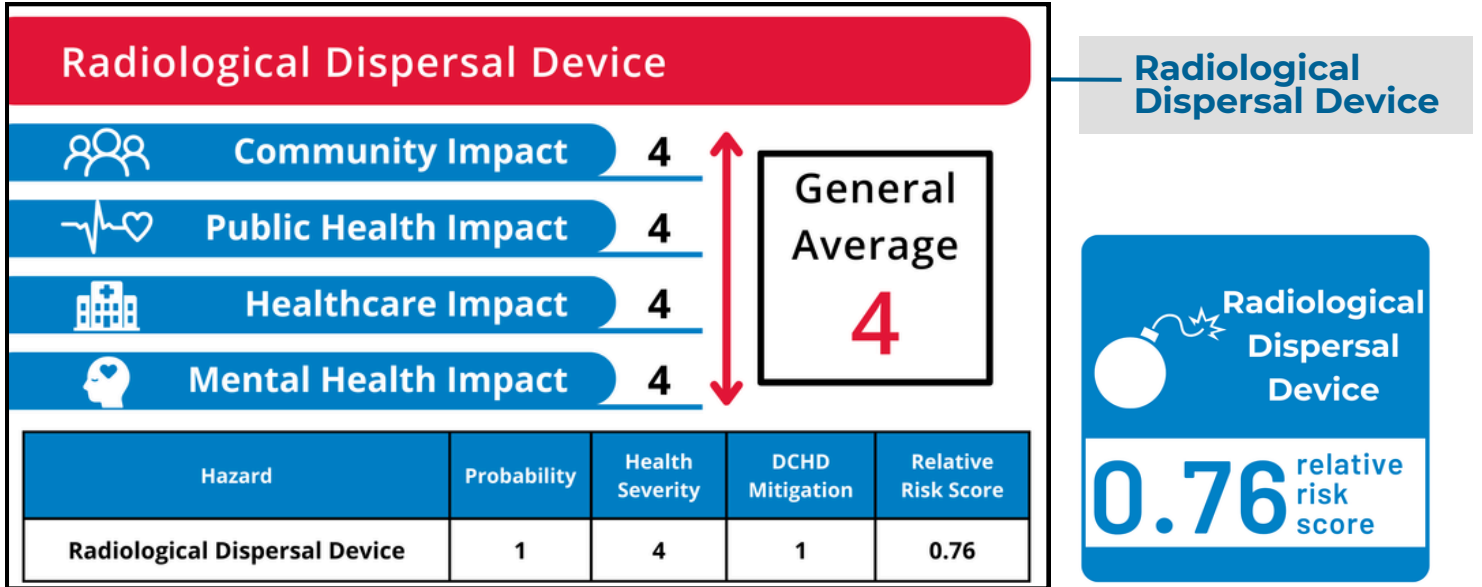 Radiological Dispersal Device
Community Impact 4
Public Health Impact 4
Healthcare Impact 4
Mental Health Impact 4
General
Average
4
Hazard Probability Health Severity DCHD Mitigation Relative Risk Score
Radiological Dispersal Device 1 4 1 0.76
Radiological
Dispersal Device
Radiological
Dispersal
Device
0.76 relative
risk
score